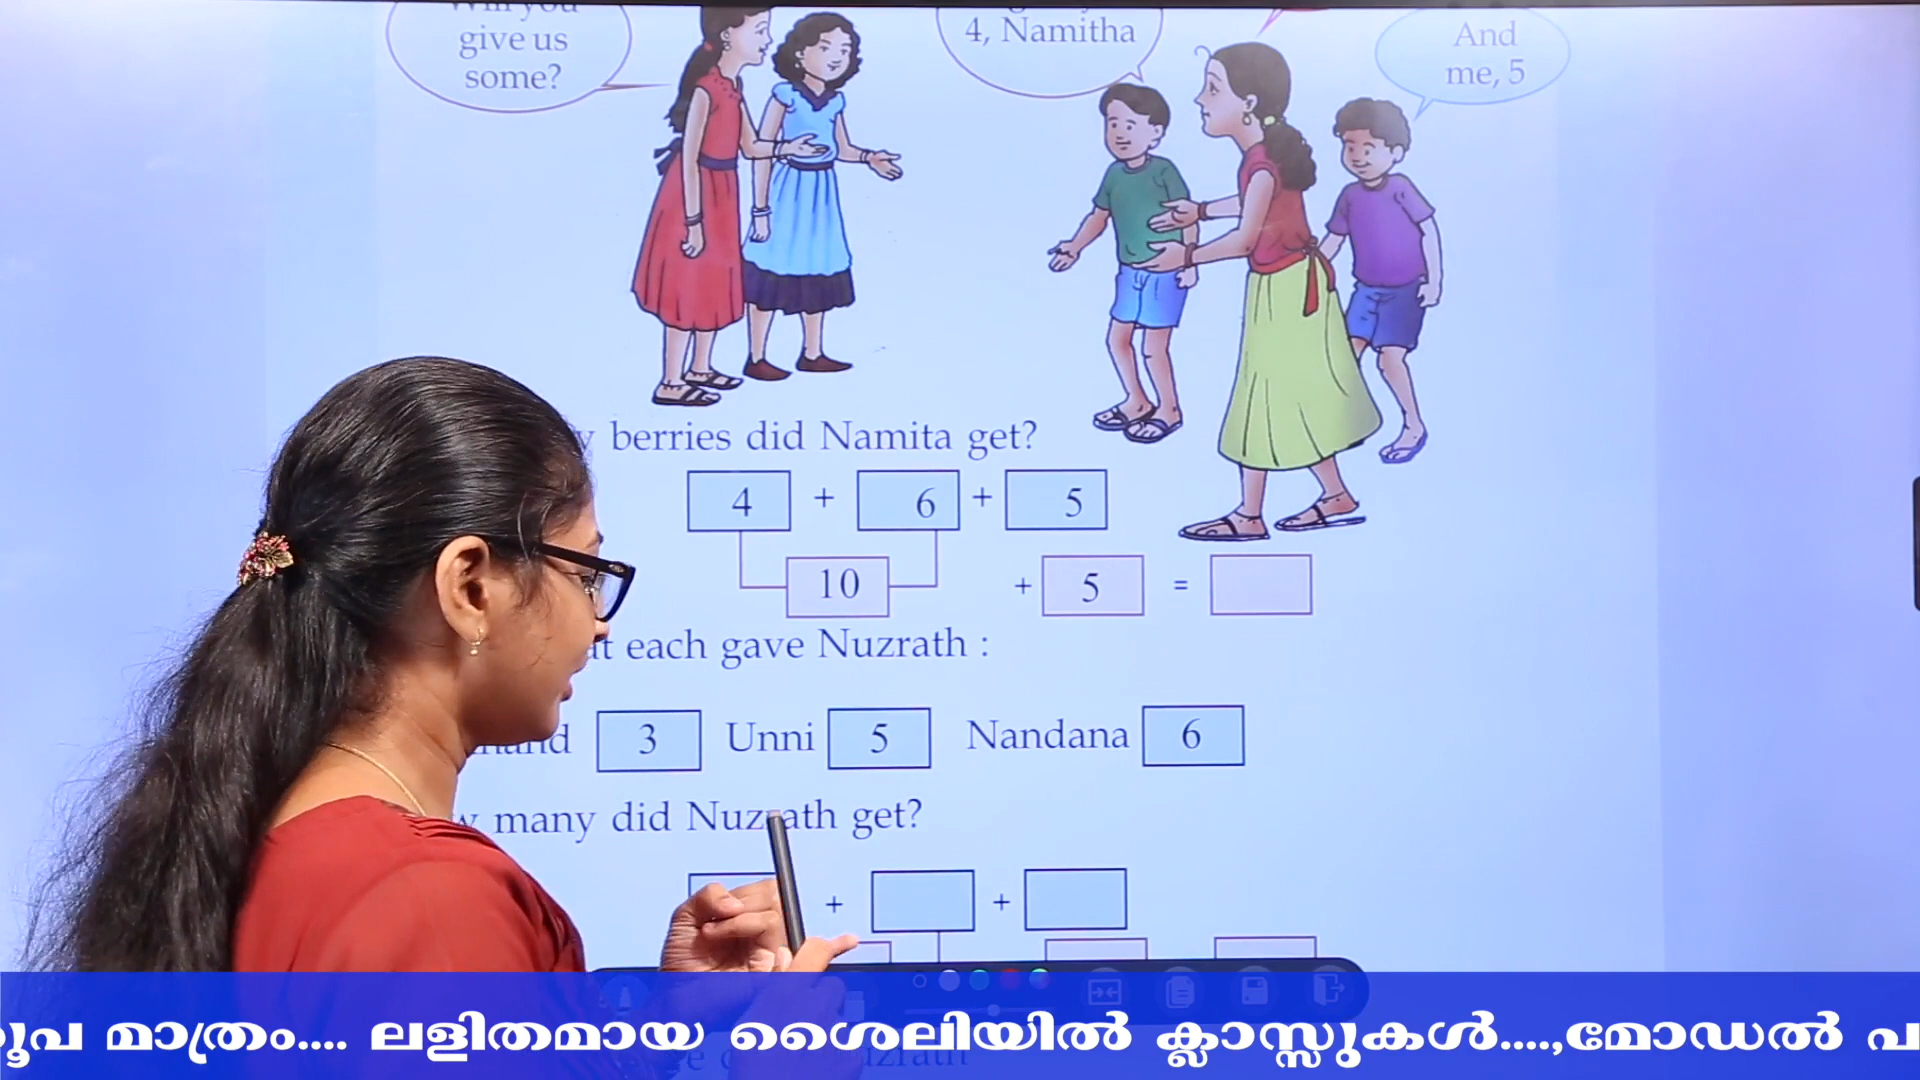 give us
some?
4, Namitha
And
me, 5
berries did Namita get?
4 + 6 + 5
10 + 5 =
each gave Nuzrath :
3 Unni 5 Nandana 6
many did Nuzrath get?
+ +
മാത്രം.... ലളിതമായ ശൈലിയിൽ ക്ലാസ്സുകൾ....,മോഡൽ